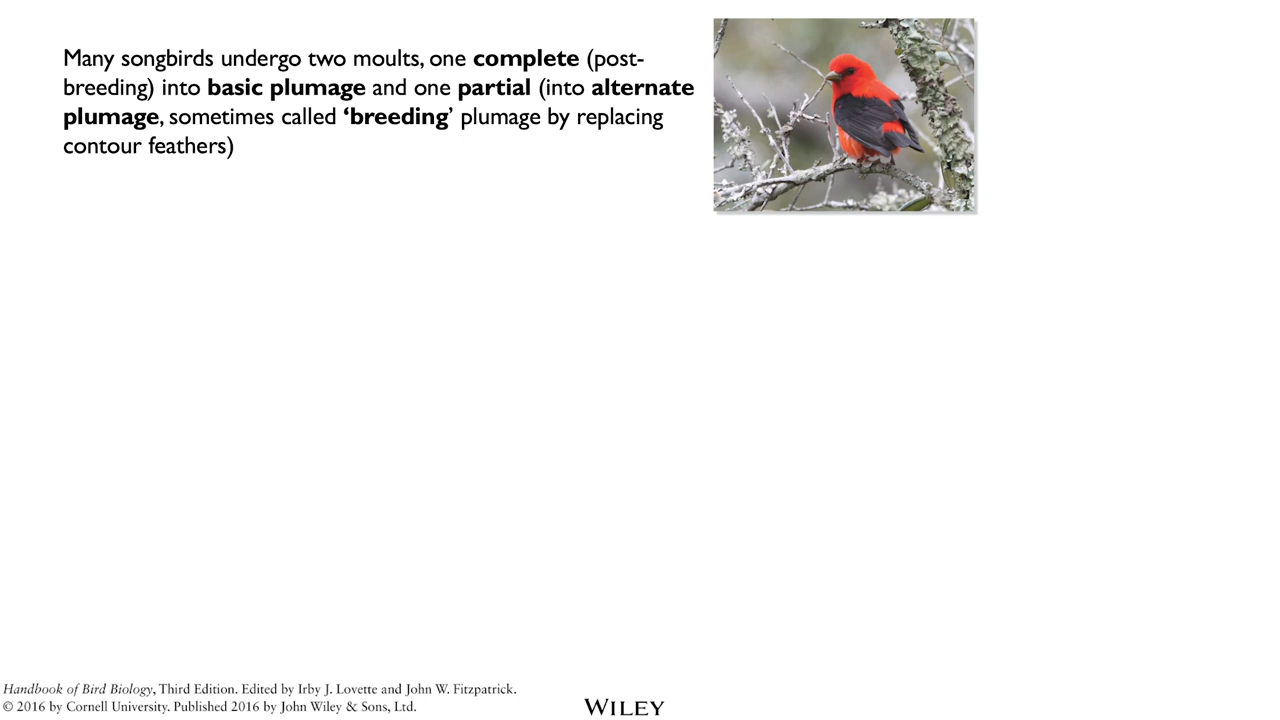 Many songbirds undergo two moults, one complete (post-
breeding) into basic plumage and one partial (into alternate
plumage, sometimes called ‘breeding’ plumage by replacing
contour feathers)
Handbook of Bird Biology, Third Edition. Edited by Irby J. Lovette and John W. Fitzpatrick.
© 2016 by Cornell University. Published 2016 by John Wiley & Sons, Ltd.
WILEY